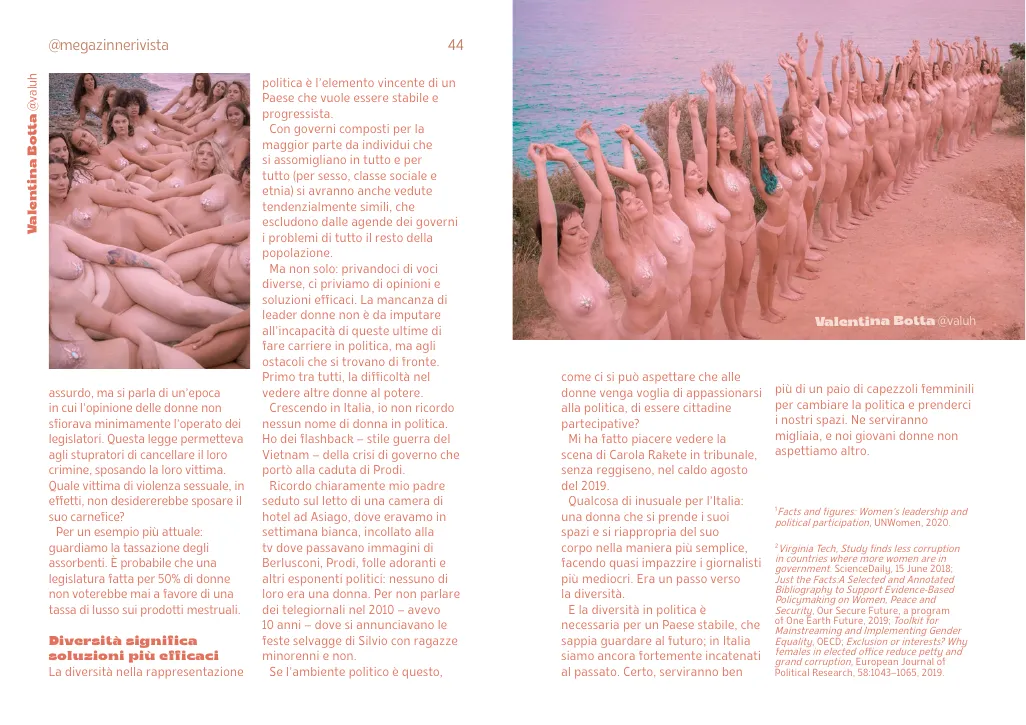 @megazinnerivista
44
Valentina Botta @valuh
assurdo, ma si parla di un'epoca
in cui l'opinione delle donne non
sfiorava minimamente l'operato dei
legislatori. Questa legge permetteva
agli stupratori di cancellare il loro
crimine, sposando la loro vittima.
Quale vittima di violenza sessuale, in
effetti, non desidererebbe sposare il
suo carnefice?
Per un esempio più attuale:
guardiamo la tassazione degli
assorbenti. È probabile che una
legislatura fatta per 50% di donne
non voterebbe mai a favore di una
tassa di lusso sui prodotti mestruali.
Diversità significa
soluzioni più efficaci
La diversità nella rappresentazione
politica è l'elemento vincente di un
Paese che vuole essere stabile e
progressista.
Con governi composti per la
maggior parte da individui che
si assomigliano in tutto e per
tutto (per sesso, classe sociale e
etnia) si avranno anche vedute
tendenzialmente simili, che
escludono dalle agende dei governi
i problemi di tutto il resto della
popolazione.
Ma non solo: privandoci di voci
diverse, ci priviamo di opinioni e
soluzioni efficaci. La mancanza di
leader donne non è da imputare
all'incapacità di queste ultime di
fare carriere in politica, ma agli
ostacoli che si trovano di fronte.
Primo tra tutti, la difficoltà nel
vedere altre donne al potere.
Crescendo in Italia, io non ricordo
nessun nome di donna in politica.
Ho dei flashback – stile guerra del
Vietnam – della crisi di governo che
portò alla caduta di Prodi.
Ricordo chiaramente mio padre
seduto sul letto di una camera di
hotel ad Asiago, dove eravamo in
settimana bianca, incollato alla
tv dove passavano immagini di
Berlusconi, Prodi, folle adoranti e
altri esponenti politici: nessuno di
loro era una donna. Per non parlare
dei telegiornali nel 2010 – avevo
10 anni – dove si annunciavano le
feste selvagge di Silvio con ragazze
minorenni e non.
Se l'ambiente politico è questo,
Valentina Botta @valuh
come ci si può aspettare che alle
donne venga voglia di appassionarsi
alla politica, di essere cittadine
partecipative?
Mi ha fatto piacere vedere la
scena di Carola Rakete in tribunale,
senza reggiseno, nel caldo agosto
del 2019.
Qualcosa di inusuale per l'Italia:
una donna che si prende i suoi
spazi e si riappropria del suo
corpo nella maniera più semplice,
facendo quasi impazzire i giornalisti
più mediocri. Era un passo verso
la diversità.
E la diversità in politica è
necessaria per un Paese stabile, che
sappia guardare al futuro; in Italia
siamo ancora fortemente incatenati
al passato. Certo, serviranno ben
più di un paio di capezzoli femminili
per cambiare la politica e prenderci
i nostri spazi. Ne serviranno
migliaia, e noi giovani donne non
aspettiamo altro.
¹ Facts and figures: Women's leadership and
political participation, UNWomen, 2020.
² Virginia Tech, Study finds less corruption
in countries where more women are in
government. ScienceDaily, 15 June 2018;
Just the Facts:A Selected and Annotated
Bibliography to Support Evidence-Based
Policymaking on Women, Peace and
Security, Our Secure Future, a program
of One Earth Future, 2019; Toolkit for
Mainstreaming and Implementing Gender
Equality, OECD; Exclusion or interests? Why
females in elected office reduce petty and
grand corruption, European Journal of
Political Research, 58:1043–1065, 2019.